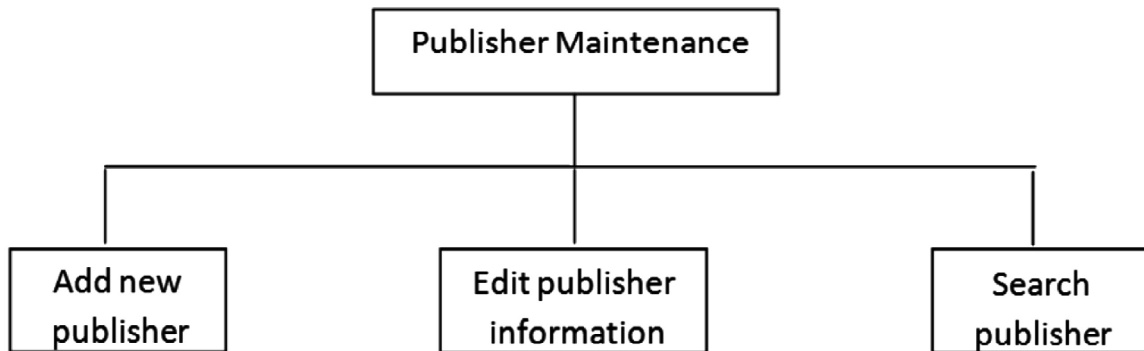 Publisher Maintenance
Add new
publisher
Edit publisher
information
Search
publisher